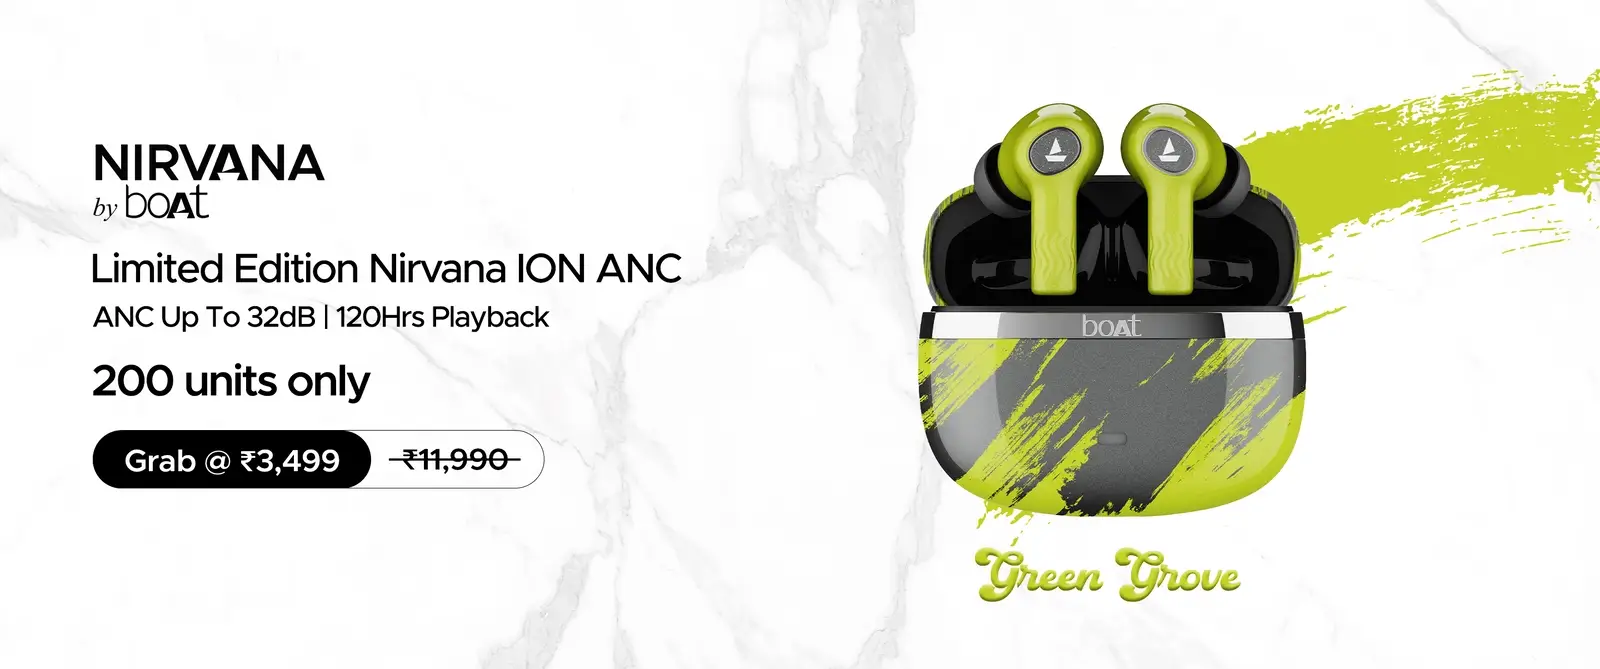 NIRVANA
by boAt
Limited Edition Nirvana ION ANC
ANC Up To 32dB | 120Hrs Playback
200 units only
Grab @ ₹3,499 ₹11,990
boAt
Green Grove